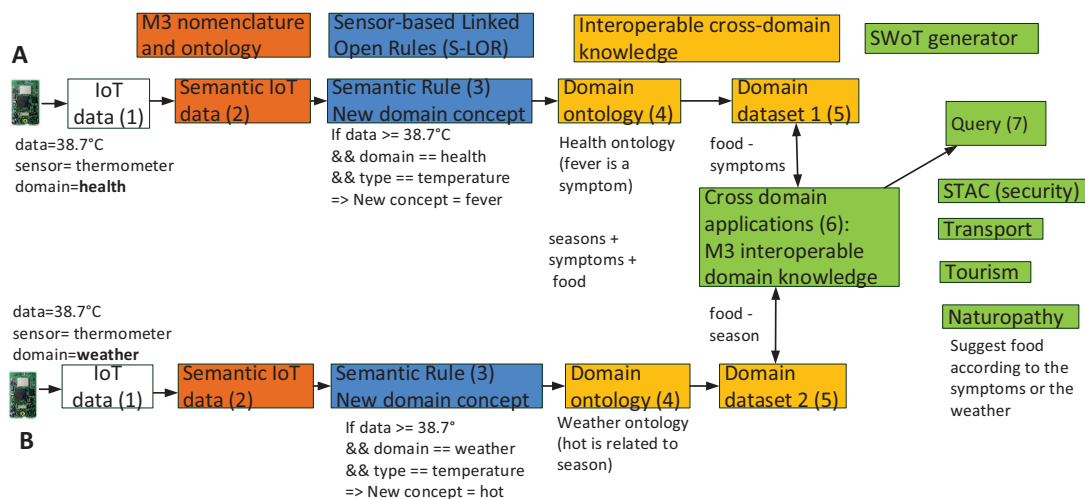 M3 nomenclature
and ontology
Sensor-based Linked
Open Rules (S-LOR)
Interoperable cross-domain
knowledge
SWoT generator
A
IoT
data (1)
Semantic IoT
data (2)
Semantic Rule (3)
New domain concept
Domain
ontology (4)
Domain
dataset 1 (5)
Query (7)
data=38.7°C
sensor= thermometer
domain=health
If data >= 38.7°C
&& domain == health
&& type == temperature
=> New concept = fever
Health ontology
(fever is a
symptom)
food -
symptoms
Cross domain
applications (6):
M3 interoperable
domain knowledge
seasons +
symptoms +
food
STAC (security)
Transport
Tourism
Naturopathy
Suggest food
according to the
symptoms or the
weather
food -
season
data=38.7°C
sensor= thermometer
domain=weather
IoT
data (1)
Semantic IoT
data (2)
Semantic Rule (3)
New domain concept
Domain
ontology (4)
Domain
dataset 2 (5)
B
If data >= 38.7°
&& domain == weather
&& type == temperature
=> New concept = hot
Weather ontology
(hot is related to
season)